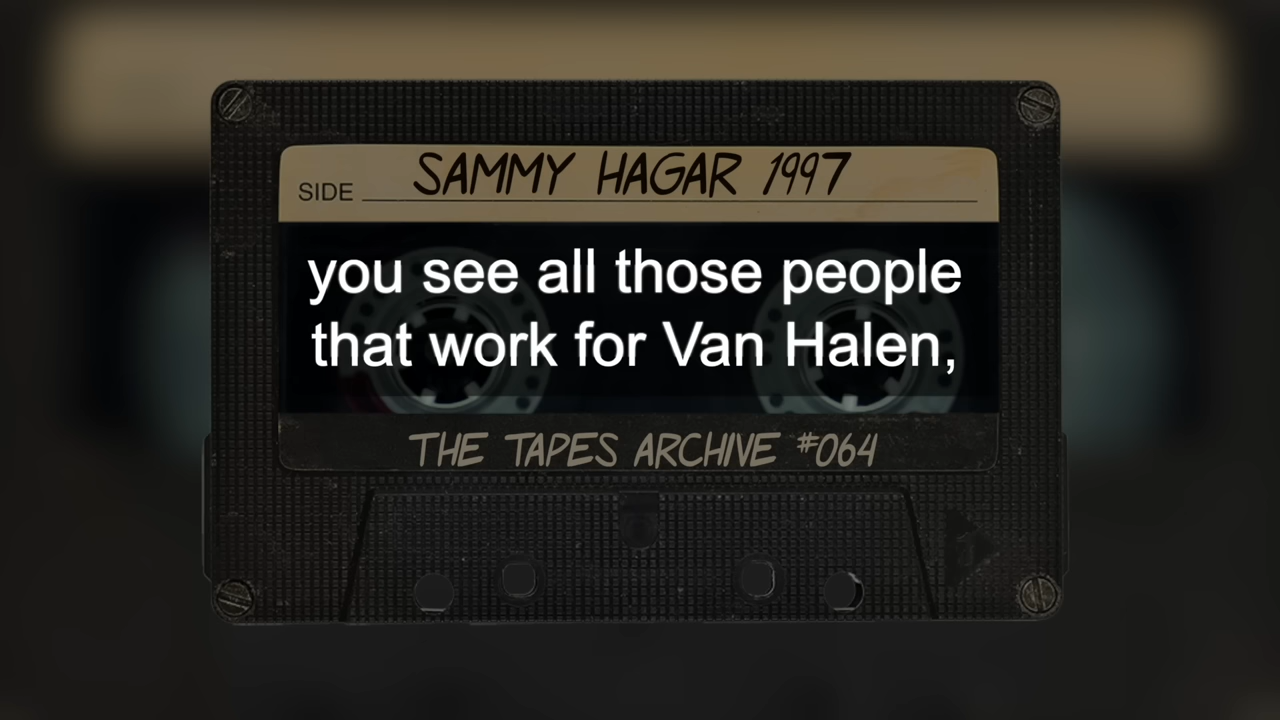 SAMMY HAGAR 1997
SIDE
you see all those people
that work for Van Halen,
THE TAPES ARCHIVE #064